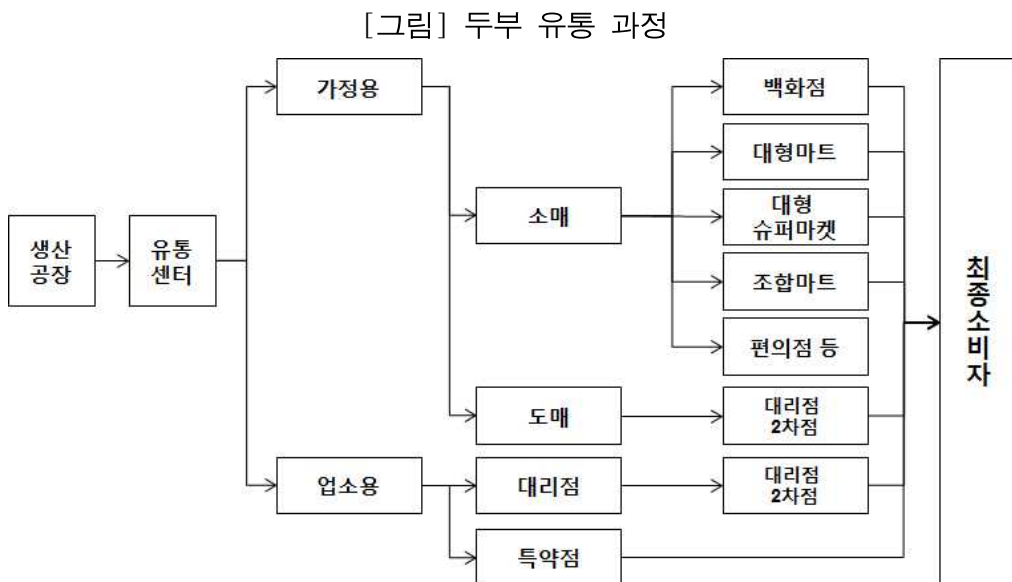 [그림] 두부 유통 과정
생산
공장
유통
센터
가정용
업소용
소매
도매
대리점
특약점
백화점
대형마트
대형
슈퍼마켓
조합마트
편의점 등
대리점
2차점
대리점
2차점
최종소비자